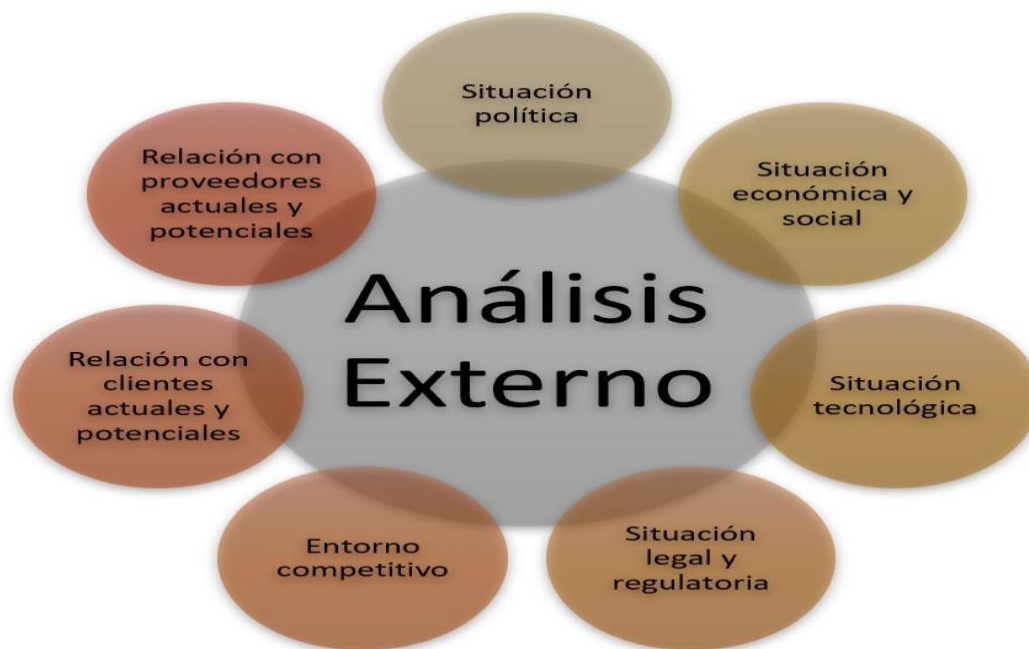 Situación
política
Situación
económica y
social
Situación
tecnológica
Situación
legal y
regulatoria
Entorno
competitivo
Relación con
clientes
actuales y
potenciales
Relación con
proveedores
actuales y
potenciales
Análisis
Externo